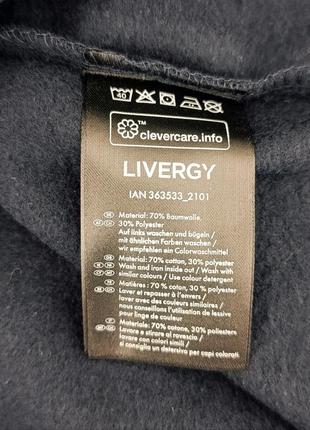 40
™
clevercare.info
LIVERGY
IAN 363533_2101
Material: 70% Baumwolle,
30% Polyester
Auf links waschen und bügeln /
mit ähnlichen Farben waschen /
wir empfehlen ein Colorwaschmittel
Material: 70% cotton, 30% polyester
Wash and iron inside out / Wash with
similar colours / Use colour detergent
Matières : 70 % coton, 30 % polyester
Laver et repasser à l'envers /
laver avec des couleurs similaires /
nous conseillons l'utilisation de lessive
pour linge de couleur
Materiale: 70% cotone, 30% poliestere
Lavare e stirare al rovescio /
lavare con colori simili /
si consiglia un detersivo per capi colorati